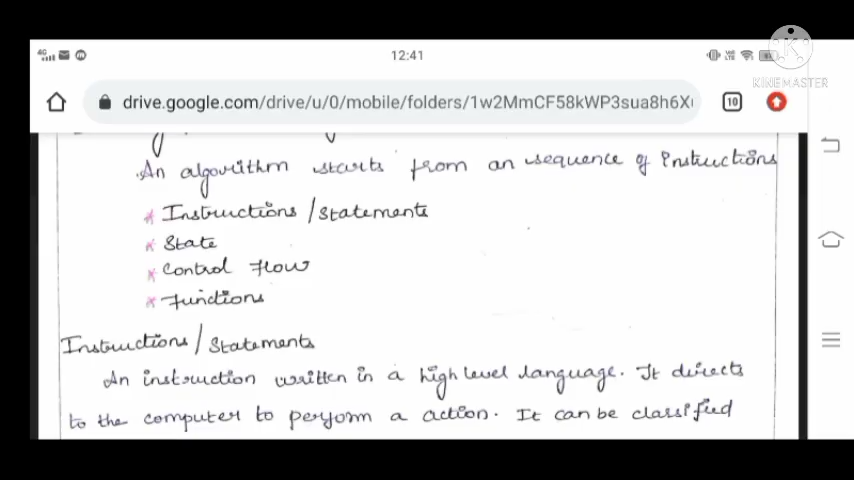 4G
12:41
KINEMASTER
drive.google.com/drive/u/0/mobile/folders/1w2MmCF58kWP3sua8h6X
10
An algorithm starts from an sequence of Instructions
* Instructions / Statements
* State
* Control Flow
* Functions
Instructions / Statements
An instruction written in a high level language. It directs
to the computer to perform a action. It can be classified